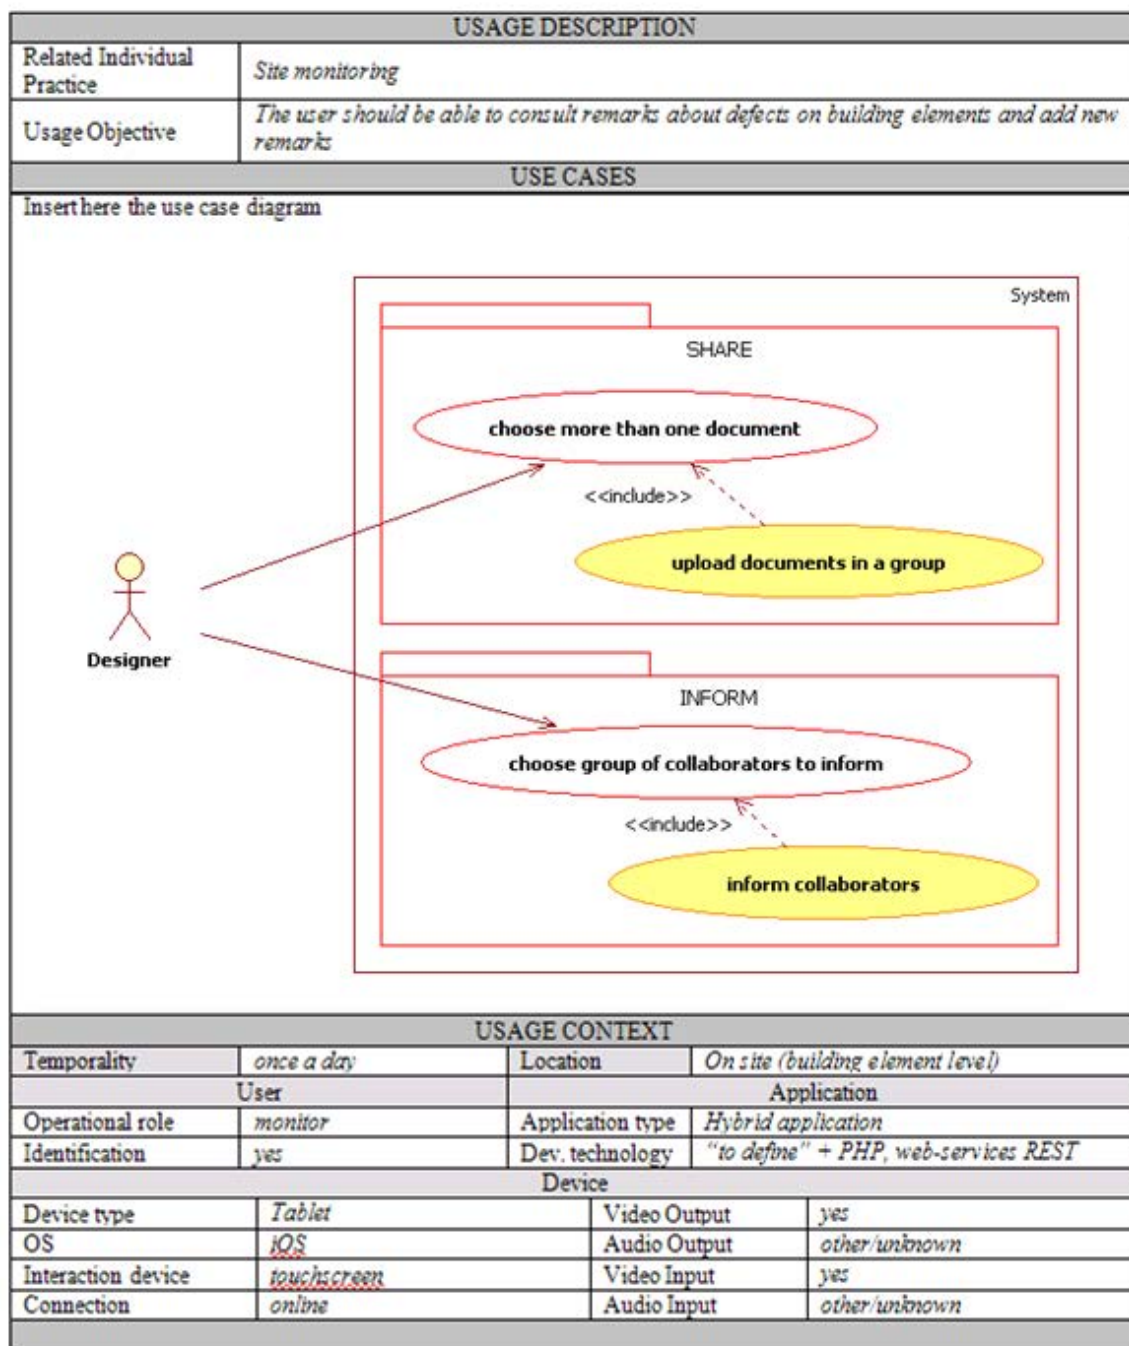 USAGE DESCRIPTION
Related Individual
Practice
Site monitoring
Usage Objective
The user should be able to consult remarks about defects on building elements and add new
remarks
USE CASES
Insert here the use case diagram
System
SHARE
choose more than one document
<<include>>
upload documents in a group
Designer
INFORM
choose group of collaborators to inform
<<include>>
inform collaborators
USAGE CONTEXT
Temporality once a day Location On site (building element level)
User Application
Operational role monitor Application type Hybrid application
Identification yes Dev. technology "to define" + PHP, web-services REST
Device
Device type Tablet Video Output yes
OS iOS Audio Output other/unknown
Interaction device touchscreen Video Input yes
Connection online Audio Input other/unknown